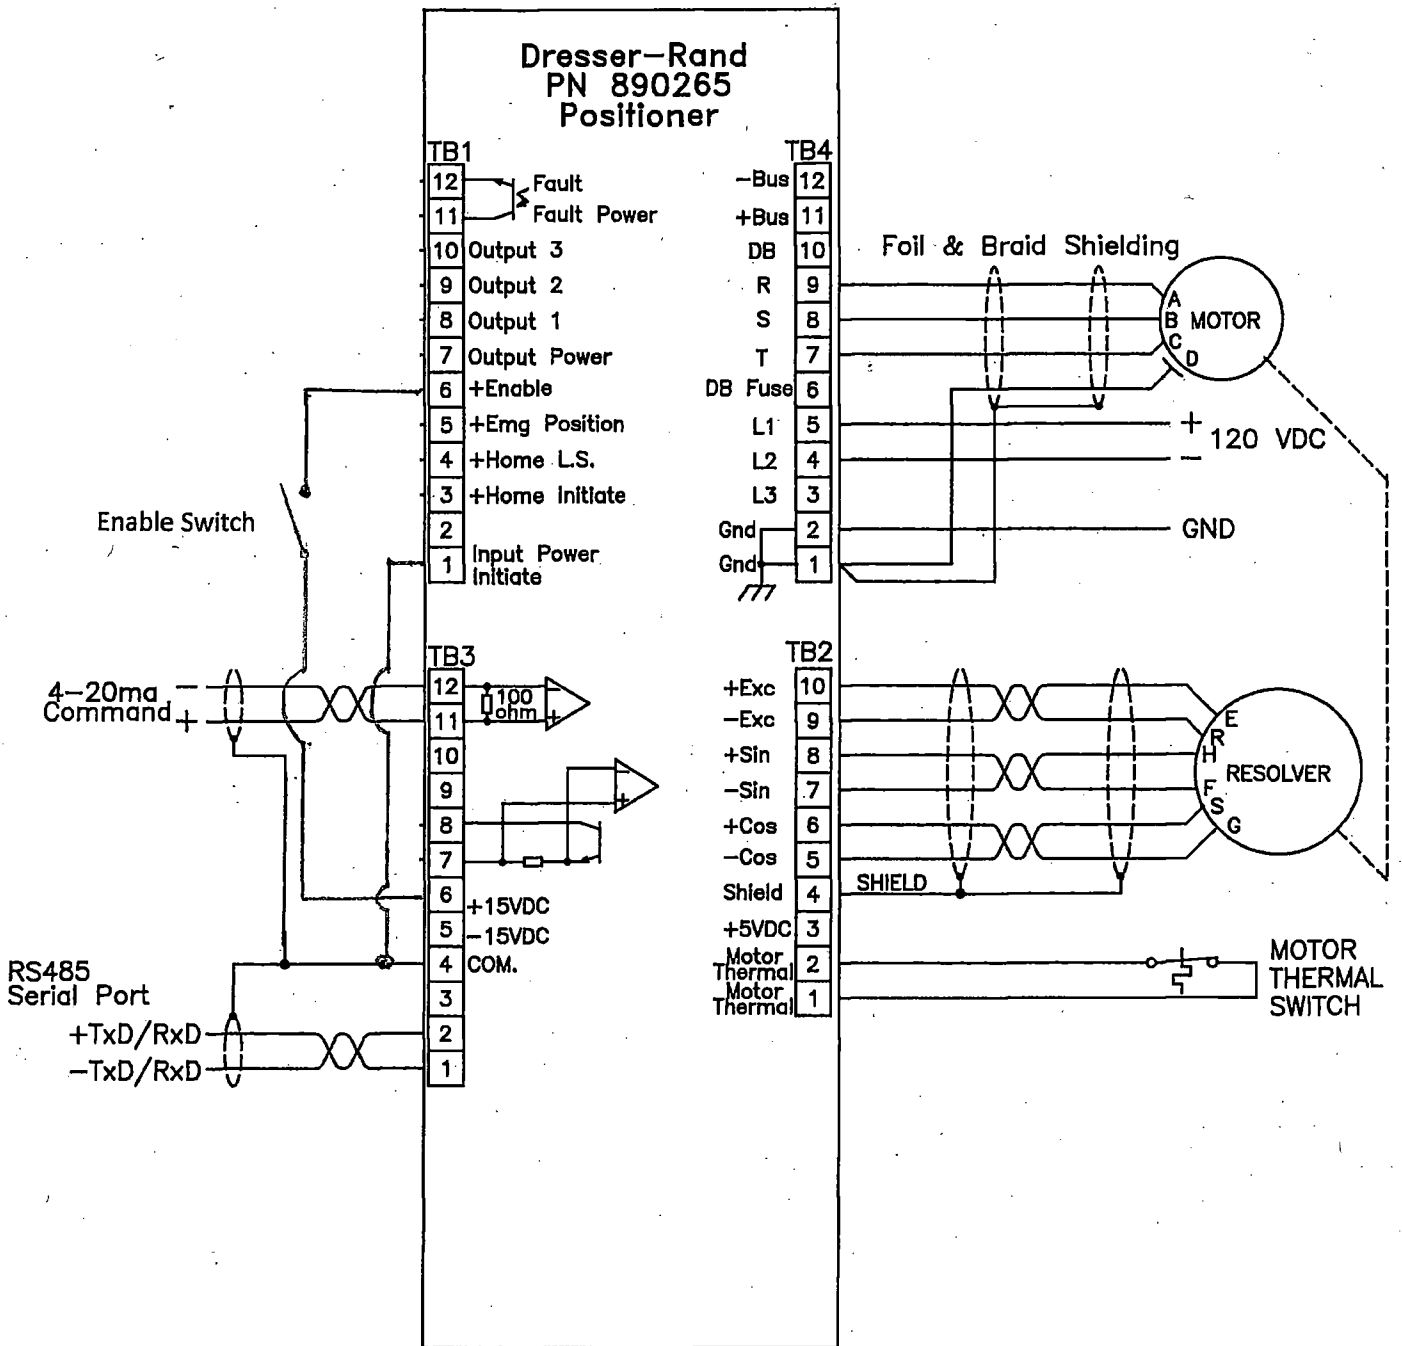 Dresser-Rand
PN 890265
Positioner
TB1
12 Fault
11 Fault Power
10 Output 3
9 Output 2
8 Output 1
7 Output Power
6 +Enable
5 +Emg Position
4 +Home L.S.
3 +Home Initiate
2
1 Input Power
Initiate
Enable Switch
TB4
-Bus 12
+Bus 11
DB 10
R 9
S 8
T 7
DB Fuse 6
L1 5
L2 4
L3 3
Gnd 2
Gnd 1
Foil & Braid Shielding
A
B MOTOR
C
D
+
120 VDC
-
GND
TB3
4-20ma -
Command +
12
100
ohm
11
-
+
10
9
8
7
-
+
6 +15VDC
5 -15VDC
4 COM.
3
2
1
RS485
Serial Port
+TxD/RxD
-TxD/RxD
TB2
+Exc 10
-Exc 9
+Sin 8
-Sin 7
+Cos 6
-Cos 5
Shield 4 SHIELD
+5VDC 3
Motor
Thermal 2
Motor
Thermal 1
E
R
H
RESOLVER
F
S
G
MOTOR
THERMAL
SWITCH